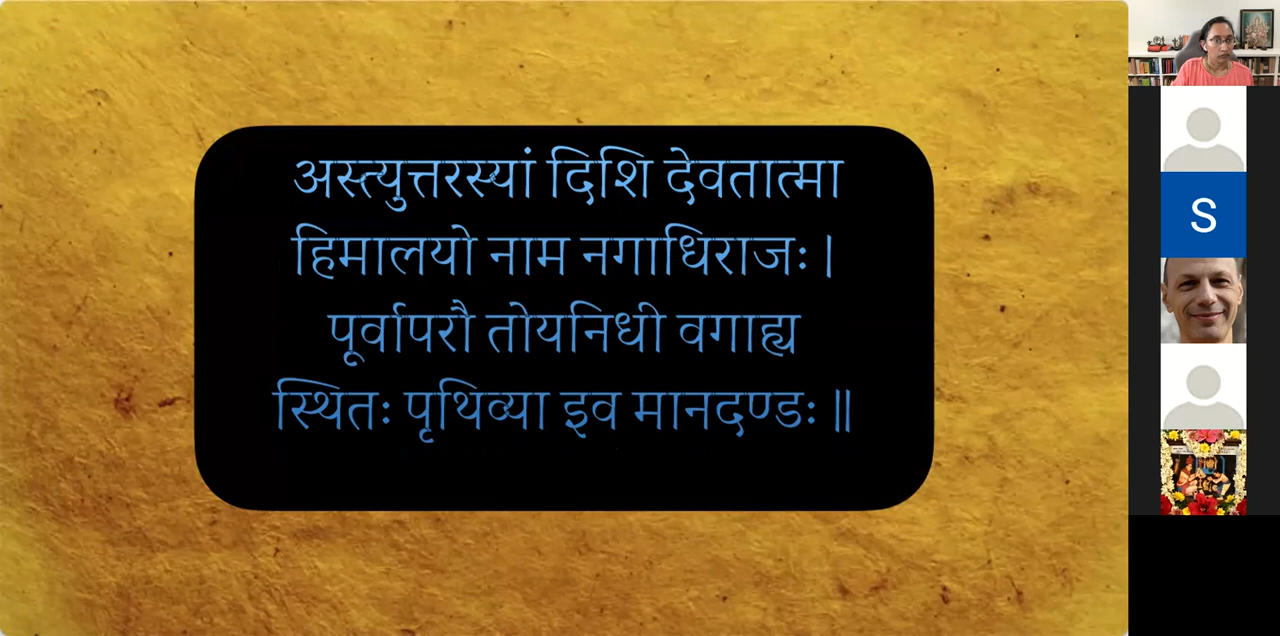 अस्त्युत्तरस्यां दिशि देवतात्मा
हिमालयो नाम नगाधिराजः।
पूर्वापरौ तोयनिधी वगाह्य
स्थितः पृथिव्या इव मानदण्डः॥
S